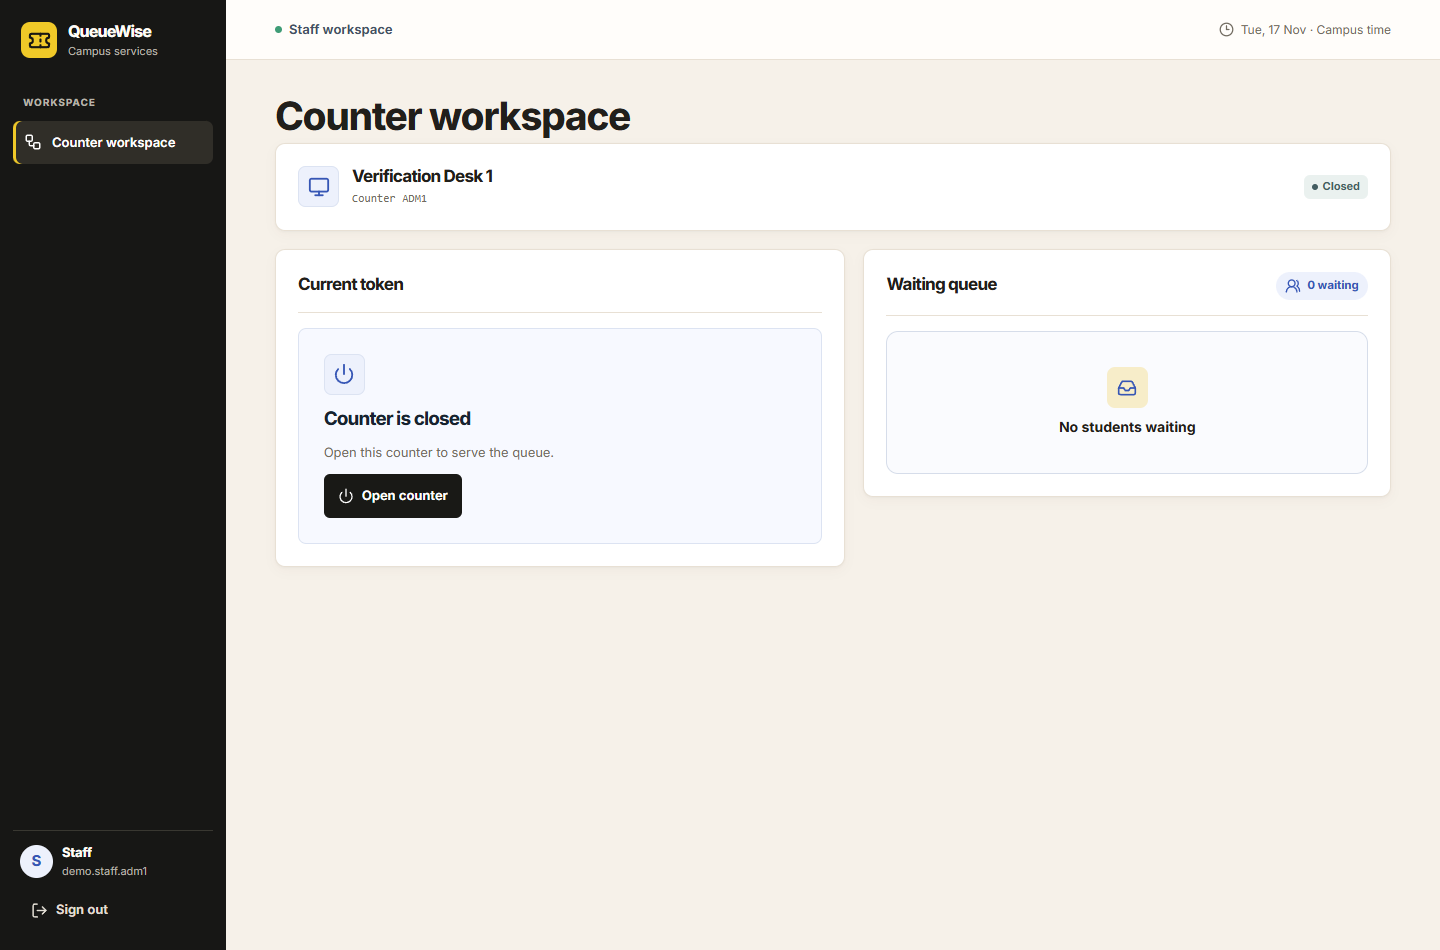 QueueWise
Campus services
WORKSPACE
Counter workspace
Staff
demo.staff.adm1
Sign out
Staff workspace
Tue, 17 Nov · Campus time
Counter workspace
Verification Desk 1
Counter ADM1
Closed
Current token
Counter is closed
Open this counter to serve the queue.
Open counter
Waiting queue
0 waiting
No students waiting
S